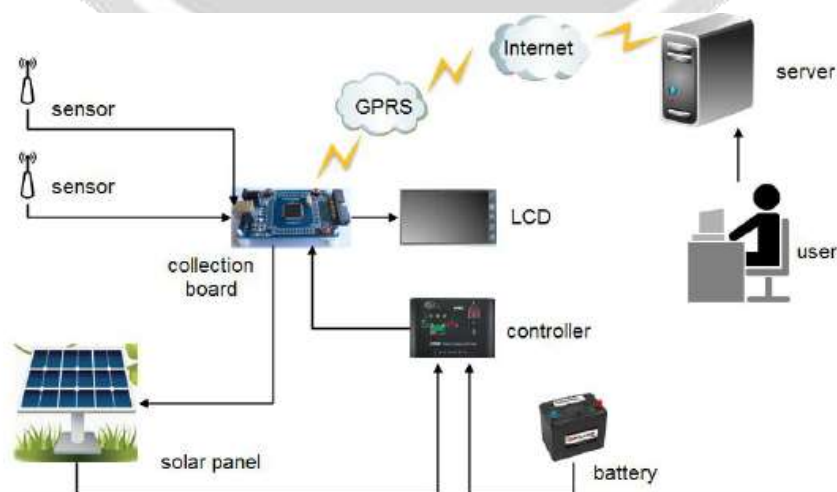 Internet
server
GPRS
sensor
sensor
LCD
user
collection
board
controller
solar panel
battery